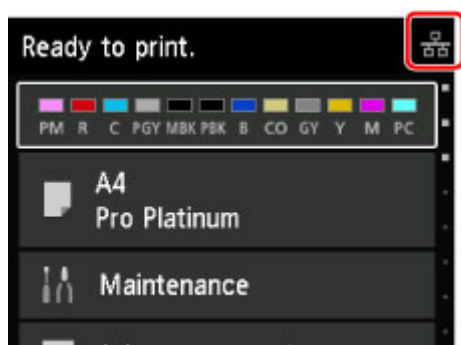 Ready to print.
PM R C PGY MBK PBK B CO GY Y M PC
A4
Pro Platinum
Maintenance